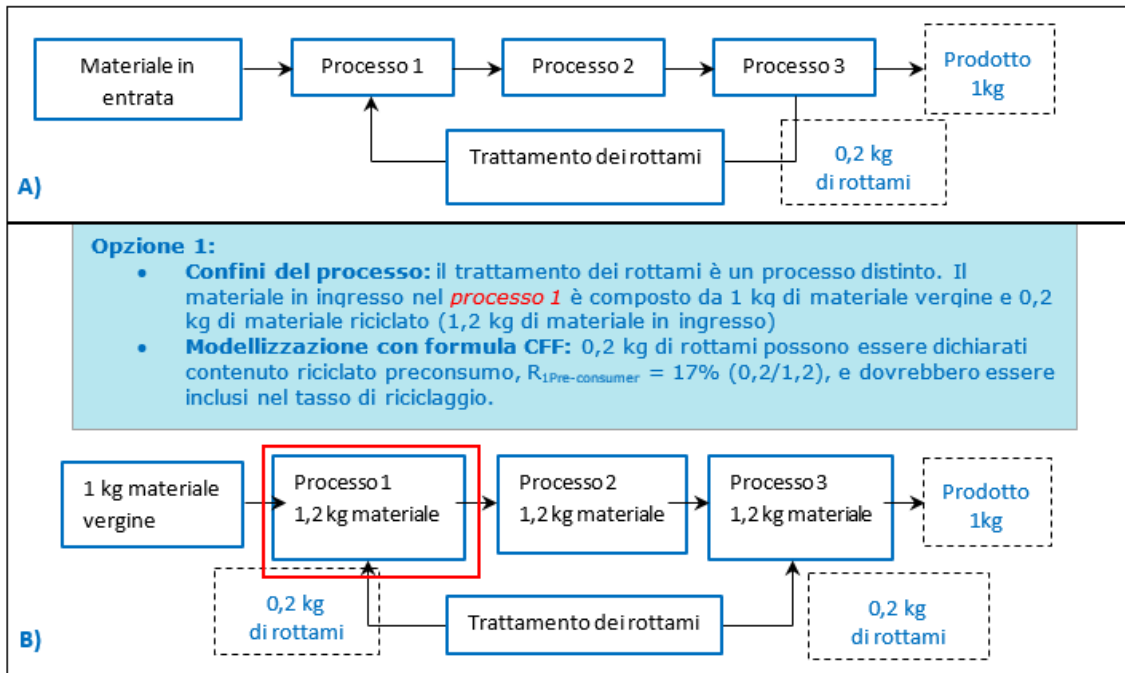 Materiale in
entrata
Processo 1
Processo 2
Processo 3
Prodotto
1kg
Trattamento dei rottami
0,2 kg
di rottami
A)
Opzione 1:
• Confini del processo: il trattamento dei rottami è un processo distinto. Il
materiale in ingresso nel processo 1 è composto da 1 kg di materiale vergine e 0,2
kg di materiale riciclato (1,2 kg di materiale in ingresso)
• Modellizzazione con formula CFF: 0,2 kg di rottami possono essere dichiarati
contenuto riciclato preconsumo, R1Pre-consumer = 17% (0,2/1,2), e dovrebbero essere
inclusi nel tasso di riciclaggio.
1 kg materiale
vergine
Processo 1
1,2 kg materiale
Processo 2
1,2 kg materiale
Processo 3
1,2 kg materiale
Prodotto
1kg
0,2 kg
di rottami
Trattamento dei rottami
0,2 kg
di rottami
B)